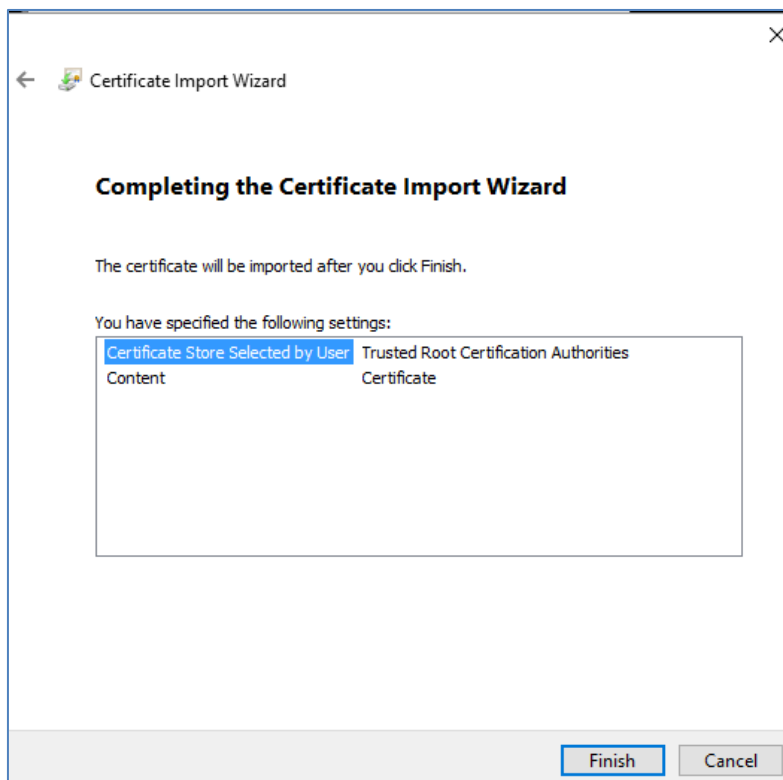 Certificate Import Wizard
Completing the Certificate Import Wizard
The certificate will be imported after you click Finish.
You have specified the following settings:
Certificate Store Selected by User Trusted Root Certification Authorities
Content Certificate
Finish Cancel